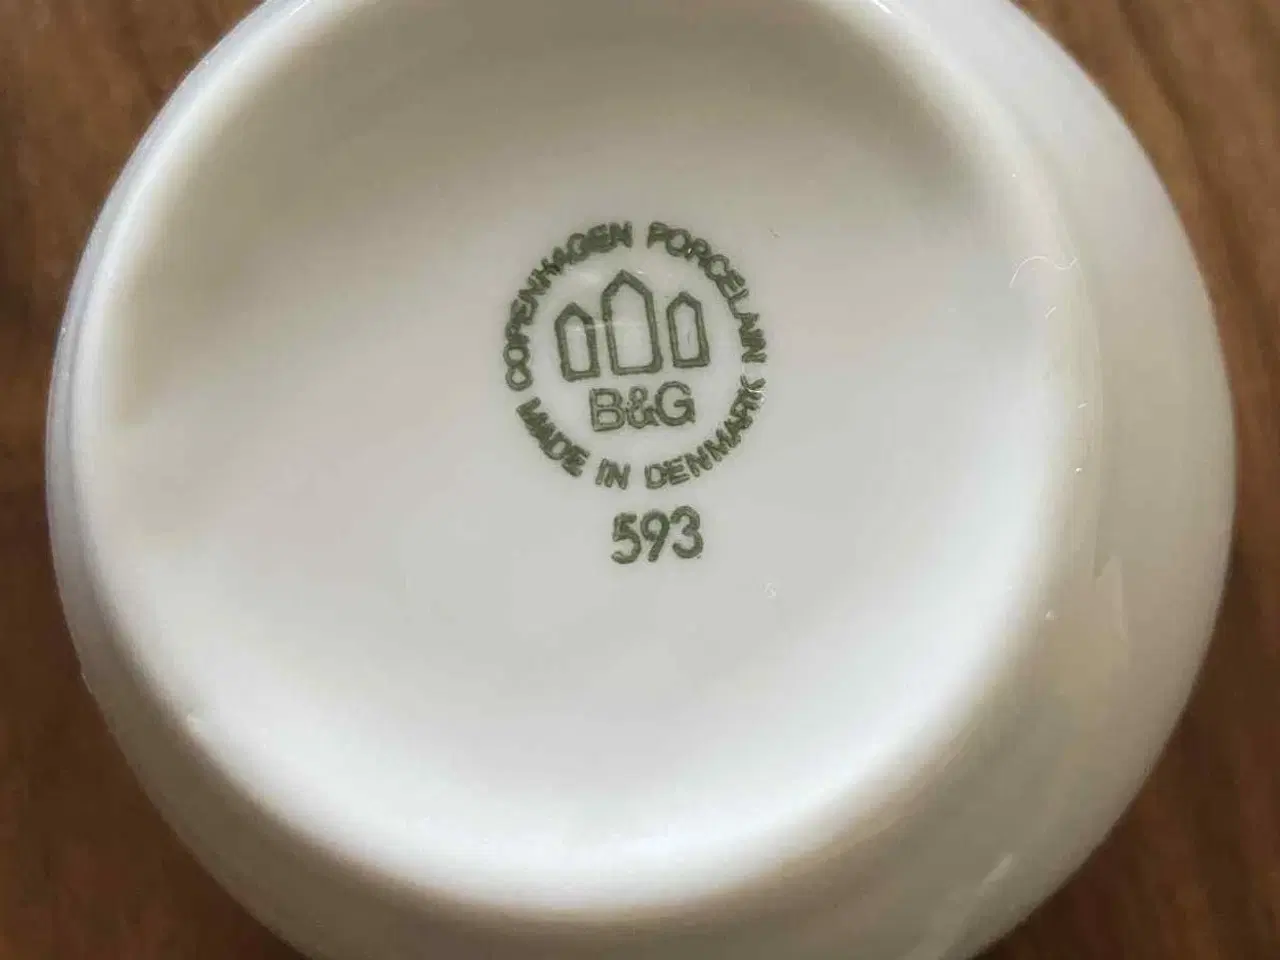 COPENHAGEN PORCELAIN
B&G
MADE IN DENMARK
593